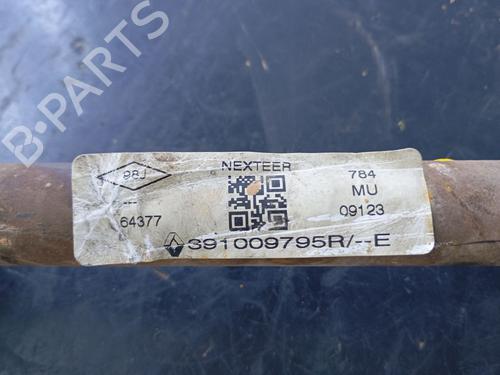 B-PARTS
98J
NEXTEER
784
---
MU
64377
09123
391009795R/--E